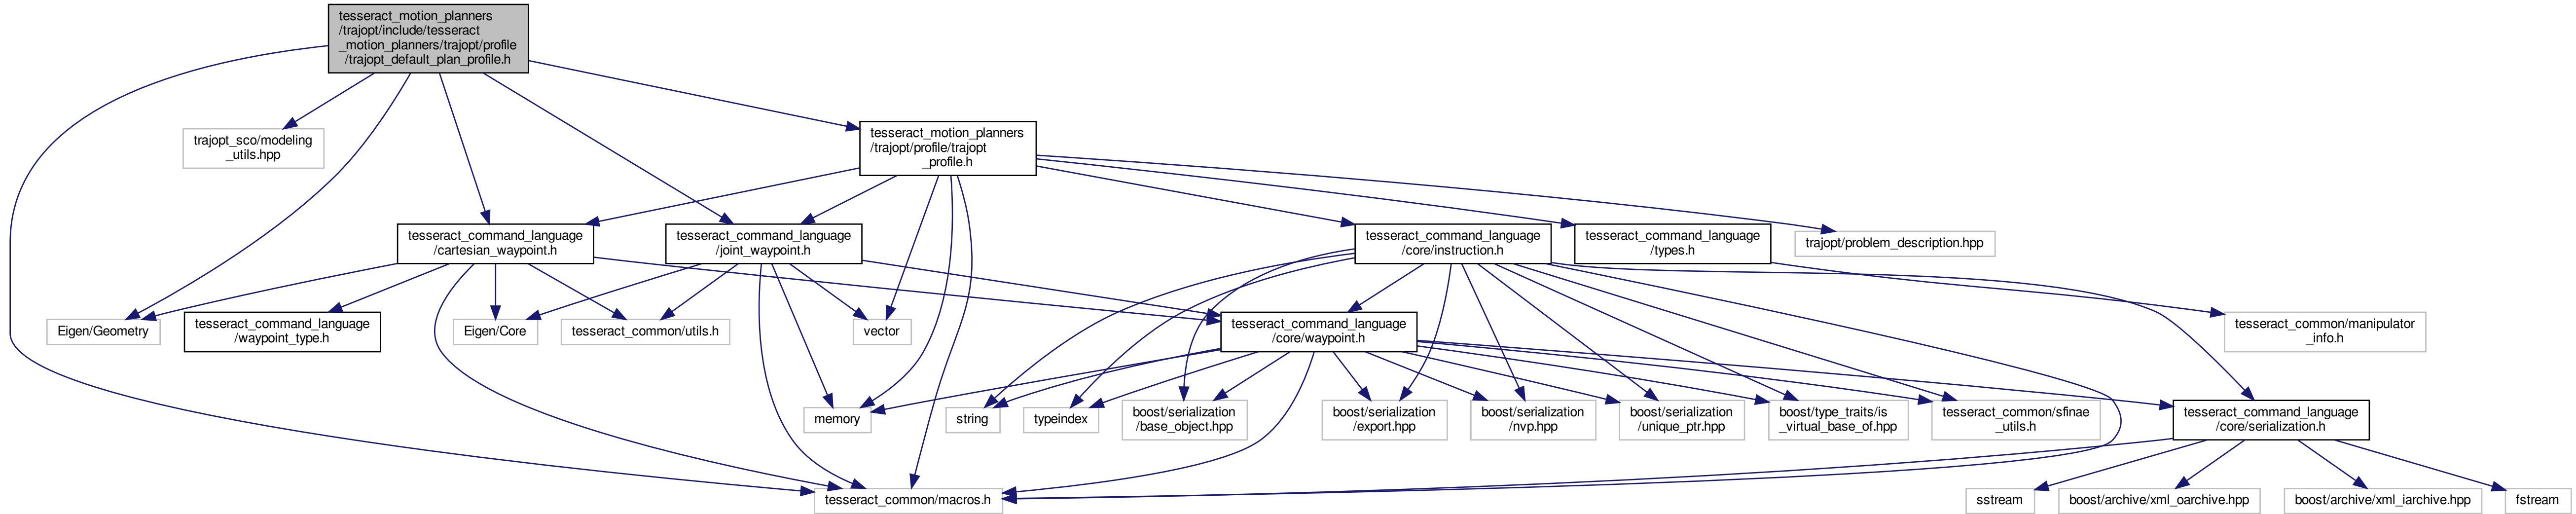 tesseract_motion_planners
/trajopt/include/tesseract
_motion_planners/trajopt/profile
/trajopt_default_plan_profile.h
trajopt_sco/modeling
_utils.hpp
tesseract_motion_planners
/trajopt/profile/trajopt
_profile.h
tesseract_command_language
/cartesian_waypoint.h
tesseract_command_language
/joint_waypoint.h
tesseract_command_language
/core/instruction.h
tesseract_command_language
/types.h
trajopt/problem_description.hpp
Eigen/Geometry
tesseract_command_language
/waypoint_type.h
Eigen/Core
tesseract_common/utils.h
vector
tesseract_command_language
/core/waypoint.h
tesseract_common/manipulator
_info.h
memory
string
typeindex
boost/serialization
/base_object.hpp
boost/serialization
/export.hpp
boost/serialization
/nvp.hpp
boost/serialization
/unique_ptr.hpp
boost/type_traits/is
_virtual_base_of.hpp
tesseract_common/sfinae
_utils.h
tesseract_command_language
/core/serialization.h
tesseract_common/macros.h
sstream
boost/archive/xml_oarchive.hpp
boost/archive/xml_iarchive.hpp
fstream